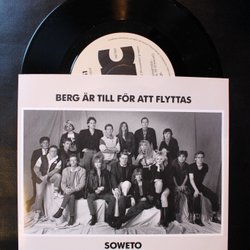 BERG ÄR TILL FÖR ATT FLYTTAS
SOWETO